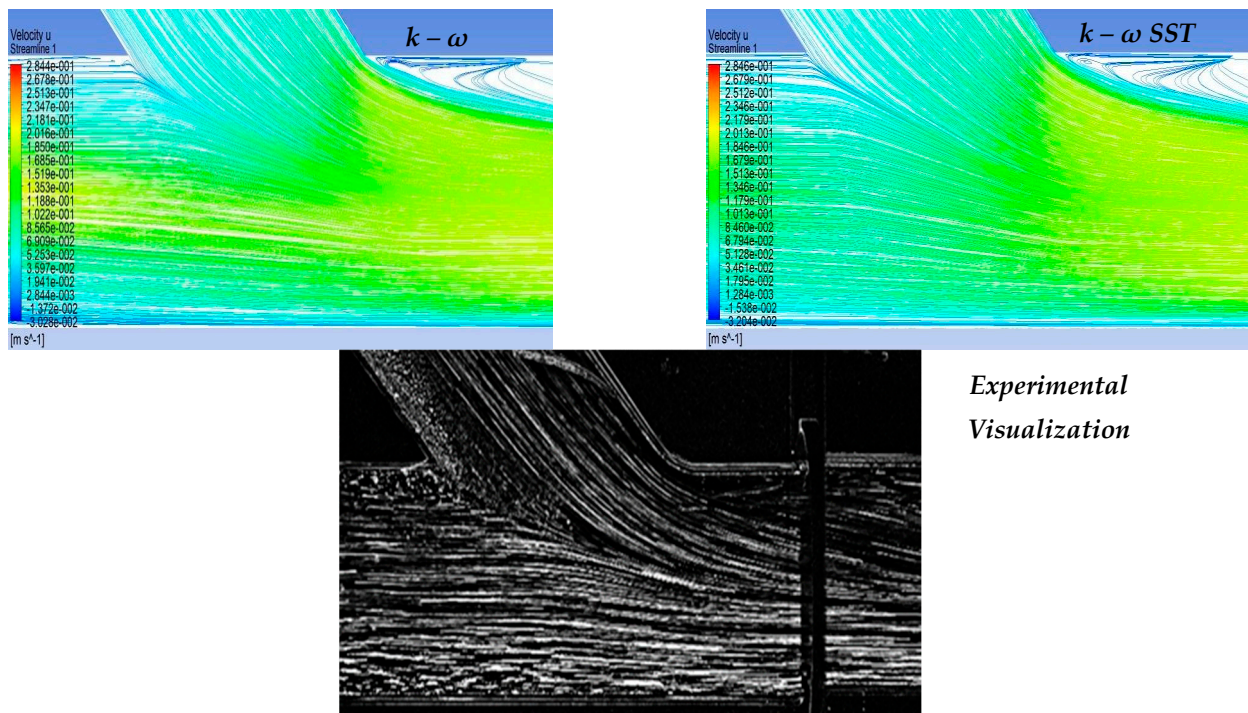 k – ω
Velocity u
Streamline 1
2.844e-001
2.678e-001
2.513e-001
2.347e-001
2.181e-001
2.016e-001
1.850e-001
1.685e-001
1.519e-001
1.353e-001
1.188e-001
1.022e-001
8.565e-002
6.909e-002
5.253e-002
3.597e-002
1.941e-002
2.844e-003
-1.372e-002
-3.028e-002
[m s^-1]
k – ω SST
Velocity u
Streamline 1
2.846e-001
2.679e-001
2.512e-001
2.346e-001
2.179e-001
2.013e-001
1.846e-001
1.679e-001
1.513e-001
1.346e-001
1.179e-001
1.013e-001
8.460e-002
6.794e-002
5.128e-002
3.461e-002
1.795e-002
1.284e-003
-1.538e-002
-3.204e-002
[m s^-1]
Experimental
Visualization